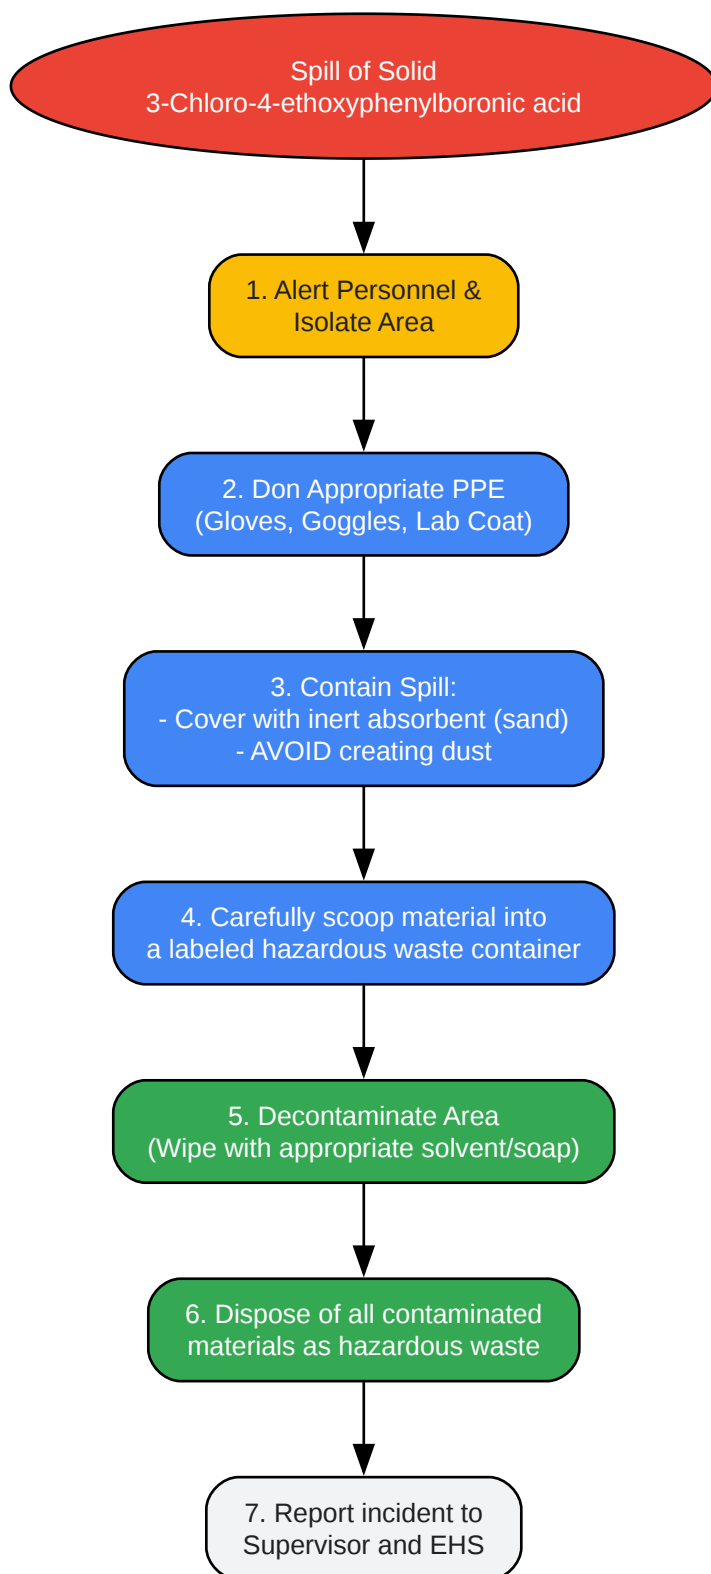 Spill of Solid
3-Chloro-4-ethoxyphenylboronic acid
1. Alert Personnel &
Isolate Area
2. Don Appropriate PPE
(Gloves, Goggles, Lab Coat)
3. Contain Spill:
- Cover with inert absorbent (sand)
- AVOID creating dust
4. Carefully scoop material into
a labeled hazardous waste container
5. Decontaminate Area
(Wipe with appropriate solvent/soap)
6. Dispose of all contaminated
materials as hazardous waste
7. Report incident to
Supervisor and EHS